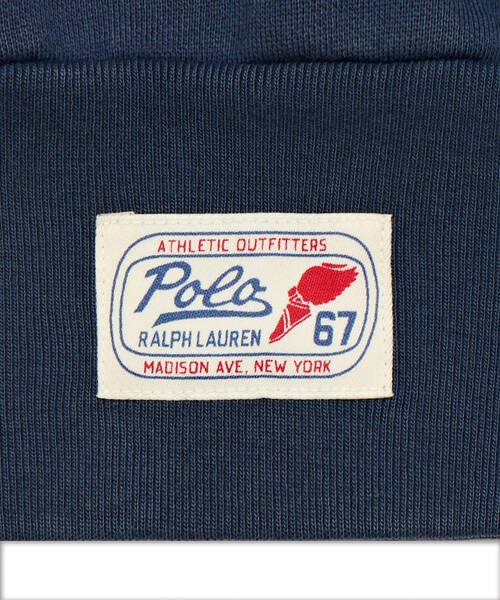 ATHLETIC OUTFITTERS
Polo
RALPH LAUREN 67
MADISON AVE, NEW YORK